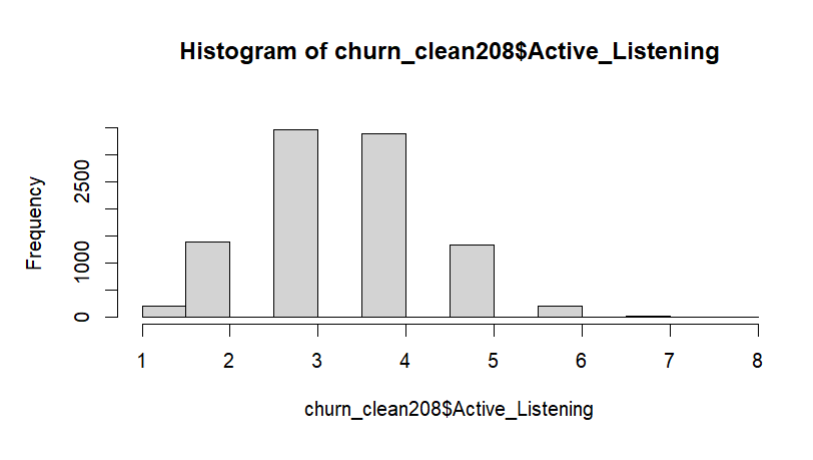 Histogram of churn_clean208$Active_Listening
Frequency
2500
1000
0
1 2 3 4 5 6 7 8
churn_clean208$Active_Listening